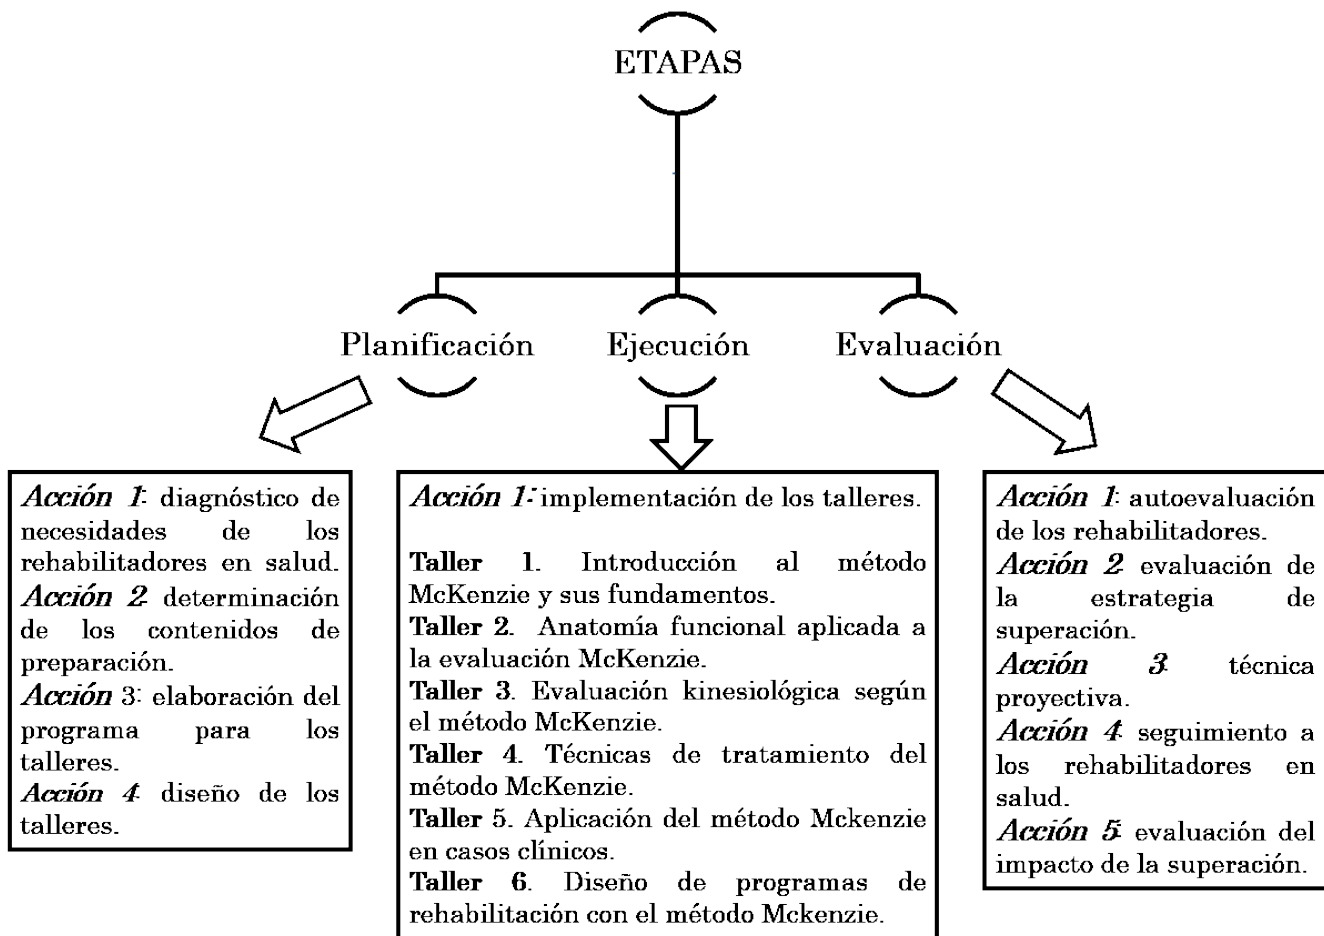 ETAPAS
Planificación
Ejecución
Evaluación
Acción 1: diagnóstico de
necesidades de los
rehabilitadores en salud.
Acción 2: determinación
de los contenidos de
preparación.
Acción 3: elaboración del
programa para los
talleres.
Acción 4: diseño de los
talleres.
Acción 1: implementación de los talleres.
Taller 1. Introducción al método
McKenzie y sus fundamentos.
Taller 2. Anatomía funcional aplicada a
la evaluación McKenzie.
Taller 3. Evaluación kinesiológica según
el método McKenzie.
Taller 4. Técnicas de tratamiento del
método McKenzie.
Taller 5. Aplicación del método Mckenzie
en casos clínicos.
Taller 6. Diseño de programas de
rehabilitación con el método Mckenzie.
Acción 1: autoevaluación
de los rehabilitadores.
Acción 2: evaluación de
la estrategia de
superación.
Acción 3: técnica
proyectiva.
Acción 4: seguimiento a
los rehabilitadores en
salud.
Acción 5: evaluación del
impacto de la superación.